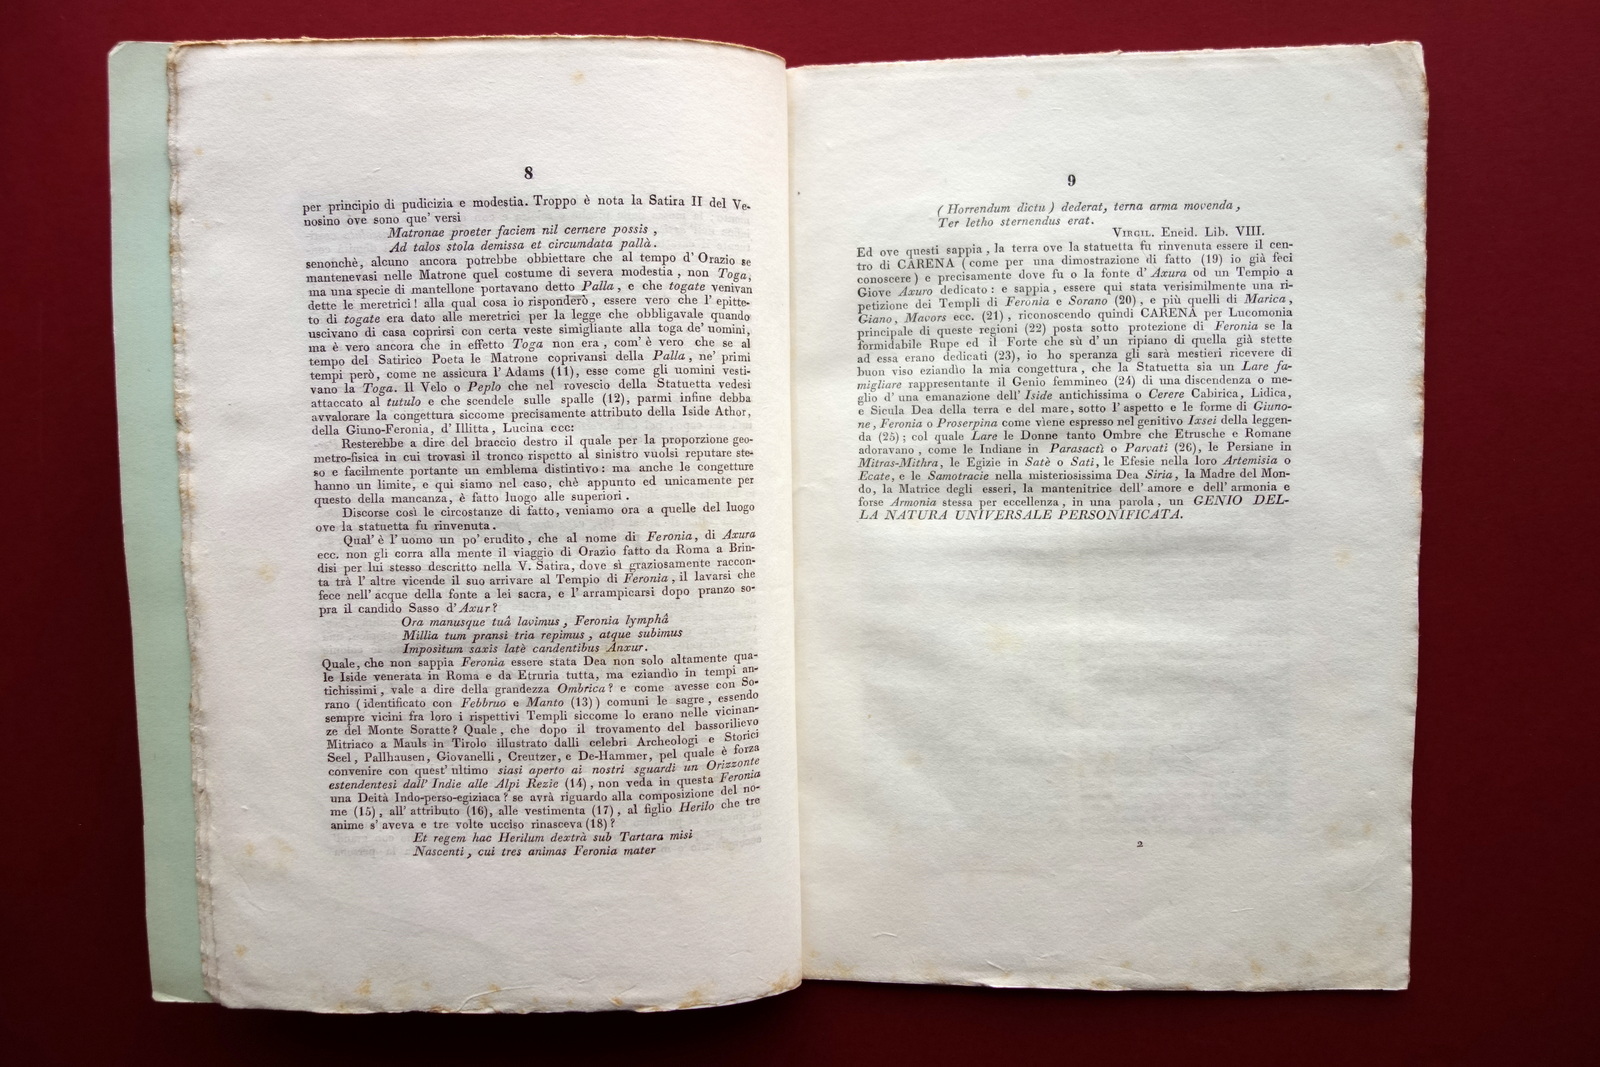 8
per principio di pudicizia e modestia. Troppo è nota la Satira II del Ve-
nosino ove sono que' versi
Matronae proeter faciem nil cernere possis ,
Ad talos stola demissa et circumdata pallà.
senonchè, alcuno ancora potrebbe obbiettare che al tempo d' Orazio se
mantenevasi nelle Matrone quel costume di severa modestia , non Toga,
ma una specie di mantellone portavano detto Palla , e che togate venivan
dette le meretrici ! alla qual cosa io risponderò , essere vero che l' epitte-
to di togate era dato alle meretrici per la legge che obbligavale quando
uscivano di casa coprirsi con certa veste simigliante alla toga de' uomini,
ma è vero ancora che in effetto Toga non era , com' è vero che se al
tempo del Satirico Poeta le Matrone coprivansi della Palla , ne' primi
tempi però, come ne assicura l' Adams (11), esse come gli uomini vesti-
vano la Toga. Il Velo o Peplo che nel rovescio della Statuetta vedesi
attaccato al tutulo e che scendele sulle spalle (12), parmi infine debba
avvalorare la congettura siccome precisamente attributo della Iside Athor,
della Giuno-Feronia, d' Illitta, Lucina ecc:
Resterebbe a dire del braccio destro il quale per la proporzione geo-
metro-fisica in cui trovasi il tronco rispetto al sinistro vuolsi reputare ste-
so e facilmente portante un emblema distintivo : ma anche le congetture
hanno un limite, e qui siamo nel caso, chè appunto ed unicamente per
questo della mancanza, è fatto luogo alle superiori .
Discorse così le circostanze di fatto, veniamo ora a quelle del luogo
ove la statuetta fu rinvenuta .
Qual' è l' uomo un po' erudito , che al nome di Feronia, di Axura
ecc. non gli corra alla mente il viaggio di Orazio fatto da Roma a Brin-
disi per lui stesso descritto nella V. Satira, dove sì graziosamente raccon-
ta trà l' altre vicende il suo arrivare al Tempio di Feronia , il lavarsi che
fece nell' acque della fonte a lei sacra, e l' arrampicarsi dopo pranzo so-
pra il candido Sasso d' Axur ?
Ora manusque tuâ lavimus , Feronia lymphâ
Millia tum pransi tria repimus , atque subimus
Impositum saxis latè candentibus Anxur.
Quale, che non sappia Feronia essere stata Dea non solo altamente qua-
le Iside venerata in Roma e da Etruria tutta, ma eziandìo in tempi an-
tichissimi , vale a dire della grandezza Ombrica ? e come avesse con So-
rano ( identificato con Febbruo e Manto (13) ) comuni le sagre , essendo
sempre vicini fra loro i rispettivi Templi siccome lo erano nelle vicinan-
ze del Monte Soratte? Quale , che dopo il trovamento del bassorilievo
Mitriaco a Mauls in Tirolo illustrato dalli celebri Archeologi e Storici
Seel, Pallhausen, Giovanelli, Creutzer, e De-Hammer, pel quale è forza
convenire con quest' ultimo siasi aperto ai nostri sguardi un Orizzonte
estendentesi dall' Indie alle Alpi Rezie (14) , non veda in questa Feronia
una Deità Indo-perso-egiziaca ? se avrà riguardo alla composizione del no-
me (15) , all' attributo (16), alle vestimenta (17) , al figlio Herilo che tre
anime s' aveva e tre volte ucciso rinasceva (18) ?
Et regem hac Herilum dextrà sub Tartara misi
Nascenti , cui tres animas Feronia mater
9
( Horrendum dictu ) dederat, terna arma movenda ,
Ter letho sternendus erat.
VIRGIL. Eneid. Lib. VIII.
Ed ove questi sappia , la terra ove la statuetta fu rinvenuta essere il cen-
tro di CARENA ( come per una dimostrazione di fatto (19) io già feci
conoscere ) e precisamente dove fu o la fonte d' Axura od un Tempio a
Giove Axuro dedicato : e sappia , essere qui stata verisimilmente una ri-
petizione dei Templi di Feronia e Sorano (20) , e più quelli di Marica ,
Giano, Mavors ecc. (21) , riconoscendo quindi CARENA per Lucomonia
principale di queste regioni (22) posta sotto protezione di Feronia se la
formidabile Rupe ed il Forte che sù d' un ripiano di quella già stette
ad essa erano dedicati (23), io ho speranza gli sarà mestieri ricevere di
buon viso eziandìo la mia congettura , che la Statuetta sia un Lare fa-
migliare rappresentante il Genio femmineo (24) di una discendenza o me-
glio d' una emanazione dell' Iside antichissima o Cerere Cabirica, Lidica,
e Sicula Dea della terra e del mare, sotto l' aspetto e le forme di Giuno-
ne , Feronia o Proserpina come viene espresso nel genitivo Ixsei della leggen-
da (25) ; col quale Lare le Donne tanto Ombre che Etrusche e Romane
adoravano , come le Indiane in Parasactì o Parvatì (26), le Persiane in
Mitras-Mithra, le Egizie in Satè o Satì, le Efesie nella loro Artemisia o
Ecate, e le Samotracie nella misteriosissima Dea Siria, la Madre del Mon-
do, la Matrice degli esseri, la mantenitrice dell' amore e dell' armonia e
forse Armonia stessa per eccellenza , in una parola, un GENIO DEL-
LA NATURA UNIVERSALE PERSONIFICATA.
2